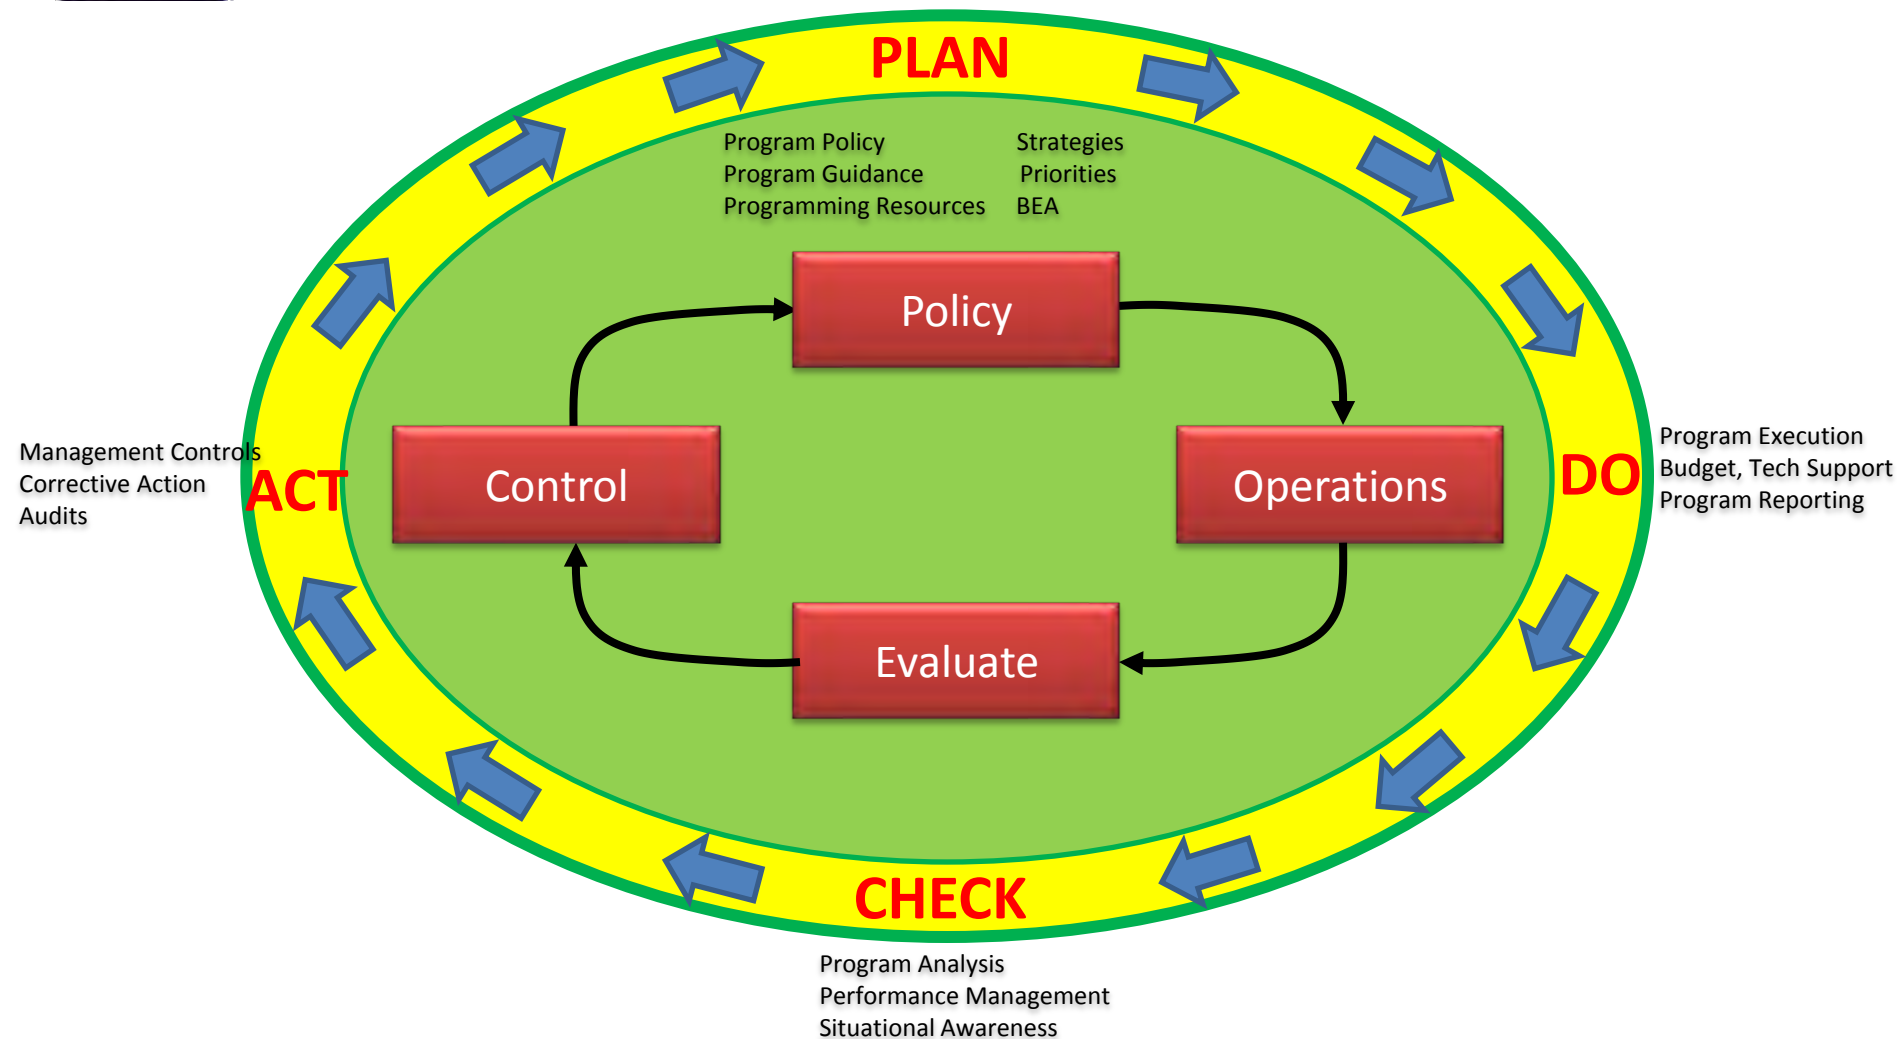 PLAN
Program Policy Strategies
Program Guidance Priorities
Programming Resources BEA
Policy
Management Controls
Corrective Action
Audits
ACT
Control
Operations
DO
Program Execution
Budget, Tech Support
Program Reporting
Evaluate
CHECK
Program Analysis
Performance Management
Situational Awareness